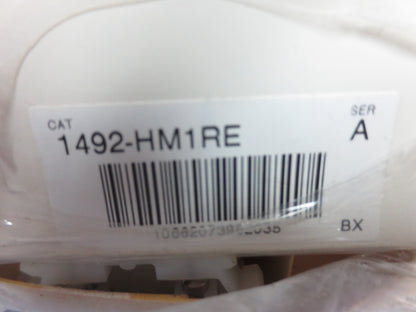 CAT
SER
1492-HM1RE
A
BX